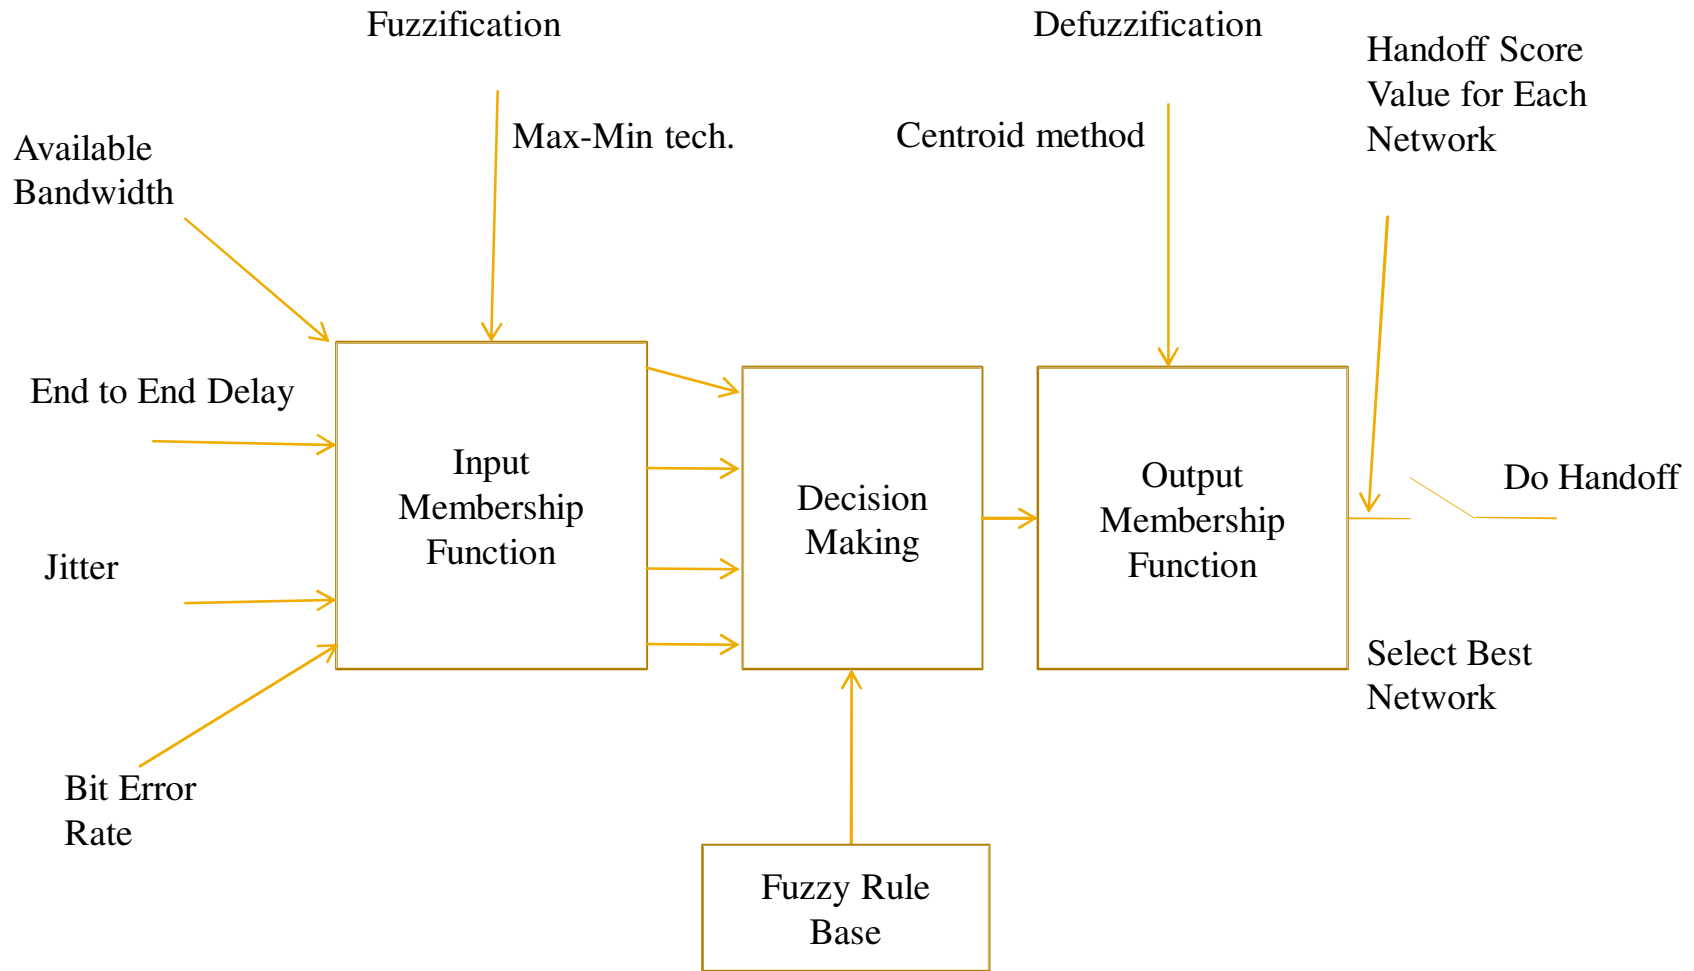 Fuzzification
Defuzzification
Handoff Score
Value for Each
Network
Max-Min tech.
Centroid method
Available
Bandwidth
End to End Delay
Input
Membership
Function
Decision
Making
Output
Membership
Function
Do Handoff
Jitter
Select Best
Network
Bit Error
Rate
Fuzzy Rule
Base